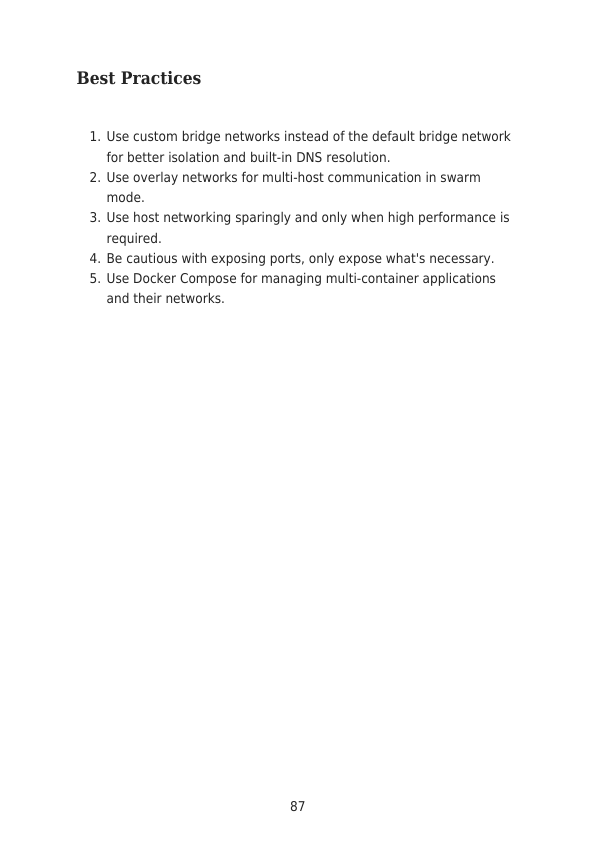 Best Practices
1. Use custom bridge networks instead of the default bridge network
for better isolation and built-in DNS resolution.
2. Use overlay networks for multi-host communication in swarm
mode.
3. Use host networking sparingly and only when high performance is
required.
4. Be cautious with exposing ports, only expose what's necessary.
5. Use Docker Compose for managing multi-container applications
and their networks.
87